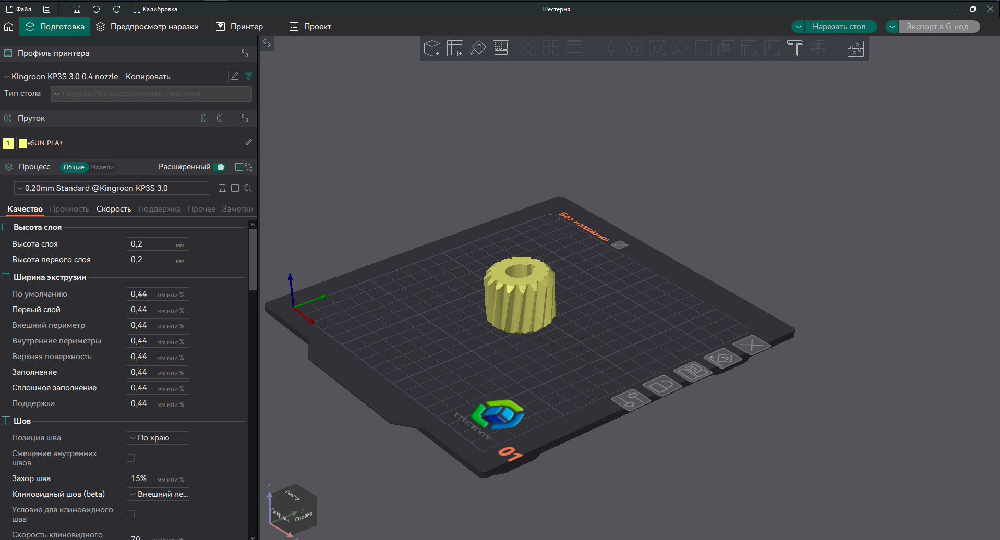 Файл
Калибровка
Шестерня
Подготовка
Предпросмотр нарезки
Принтер
Проект
Нарезать стол
Экспорт в G-код
Профиль принтера
Kingroon KP3S 3.0 0.4 nozzle - Копировать
Тип стола
Гладкая PEI/высокотемпер. пластина
Пруток
1
eSUN PLA+
Процесс
Общие
Модели
Расширенный
0.20mm Standard @Kingroon KP3S 3.0
Качество
Прочность
Скорость
Поддержка
Прочее
Заметки
Высота слоя
Высота слоя
0,2 мм
Высота первого слоя
0,2 мм
Ширина экструзии
По умолчанию
0,44 мм или %
Первый слой
0,44 мм или %
Внешний периметр
0,44 мм или %
Внутренние периметры
0,44 мм или %
Верхняя поверхность
0,44 мм или %
Заполнение
0,44 мм или %
Сплошное заполнение
0,44 мм или %
Поддержка
0,44 мм или %
Шов
Позиция шва
По краю
Смещение внутренних
швов
Зазор шва
15% мм или %
Клиновидный шов (beta)
Внешний пе...
Условие для клиновидного
шва
Скорость клиновидного
70
Без названия
KINGROON
01
Z
Сверху
Спереди
Справа
Y